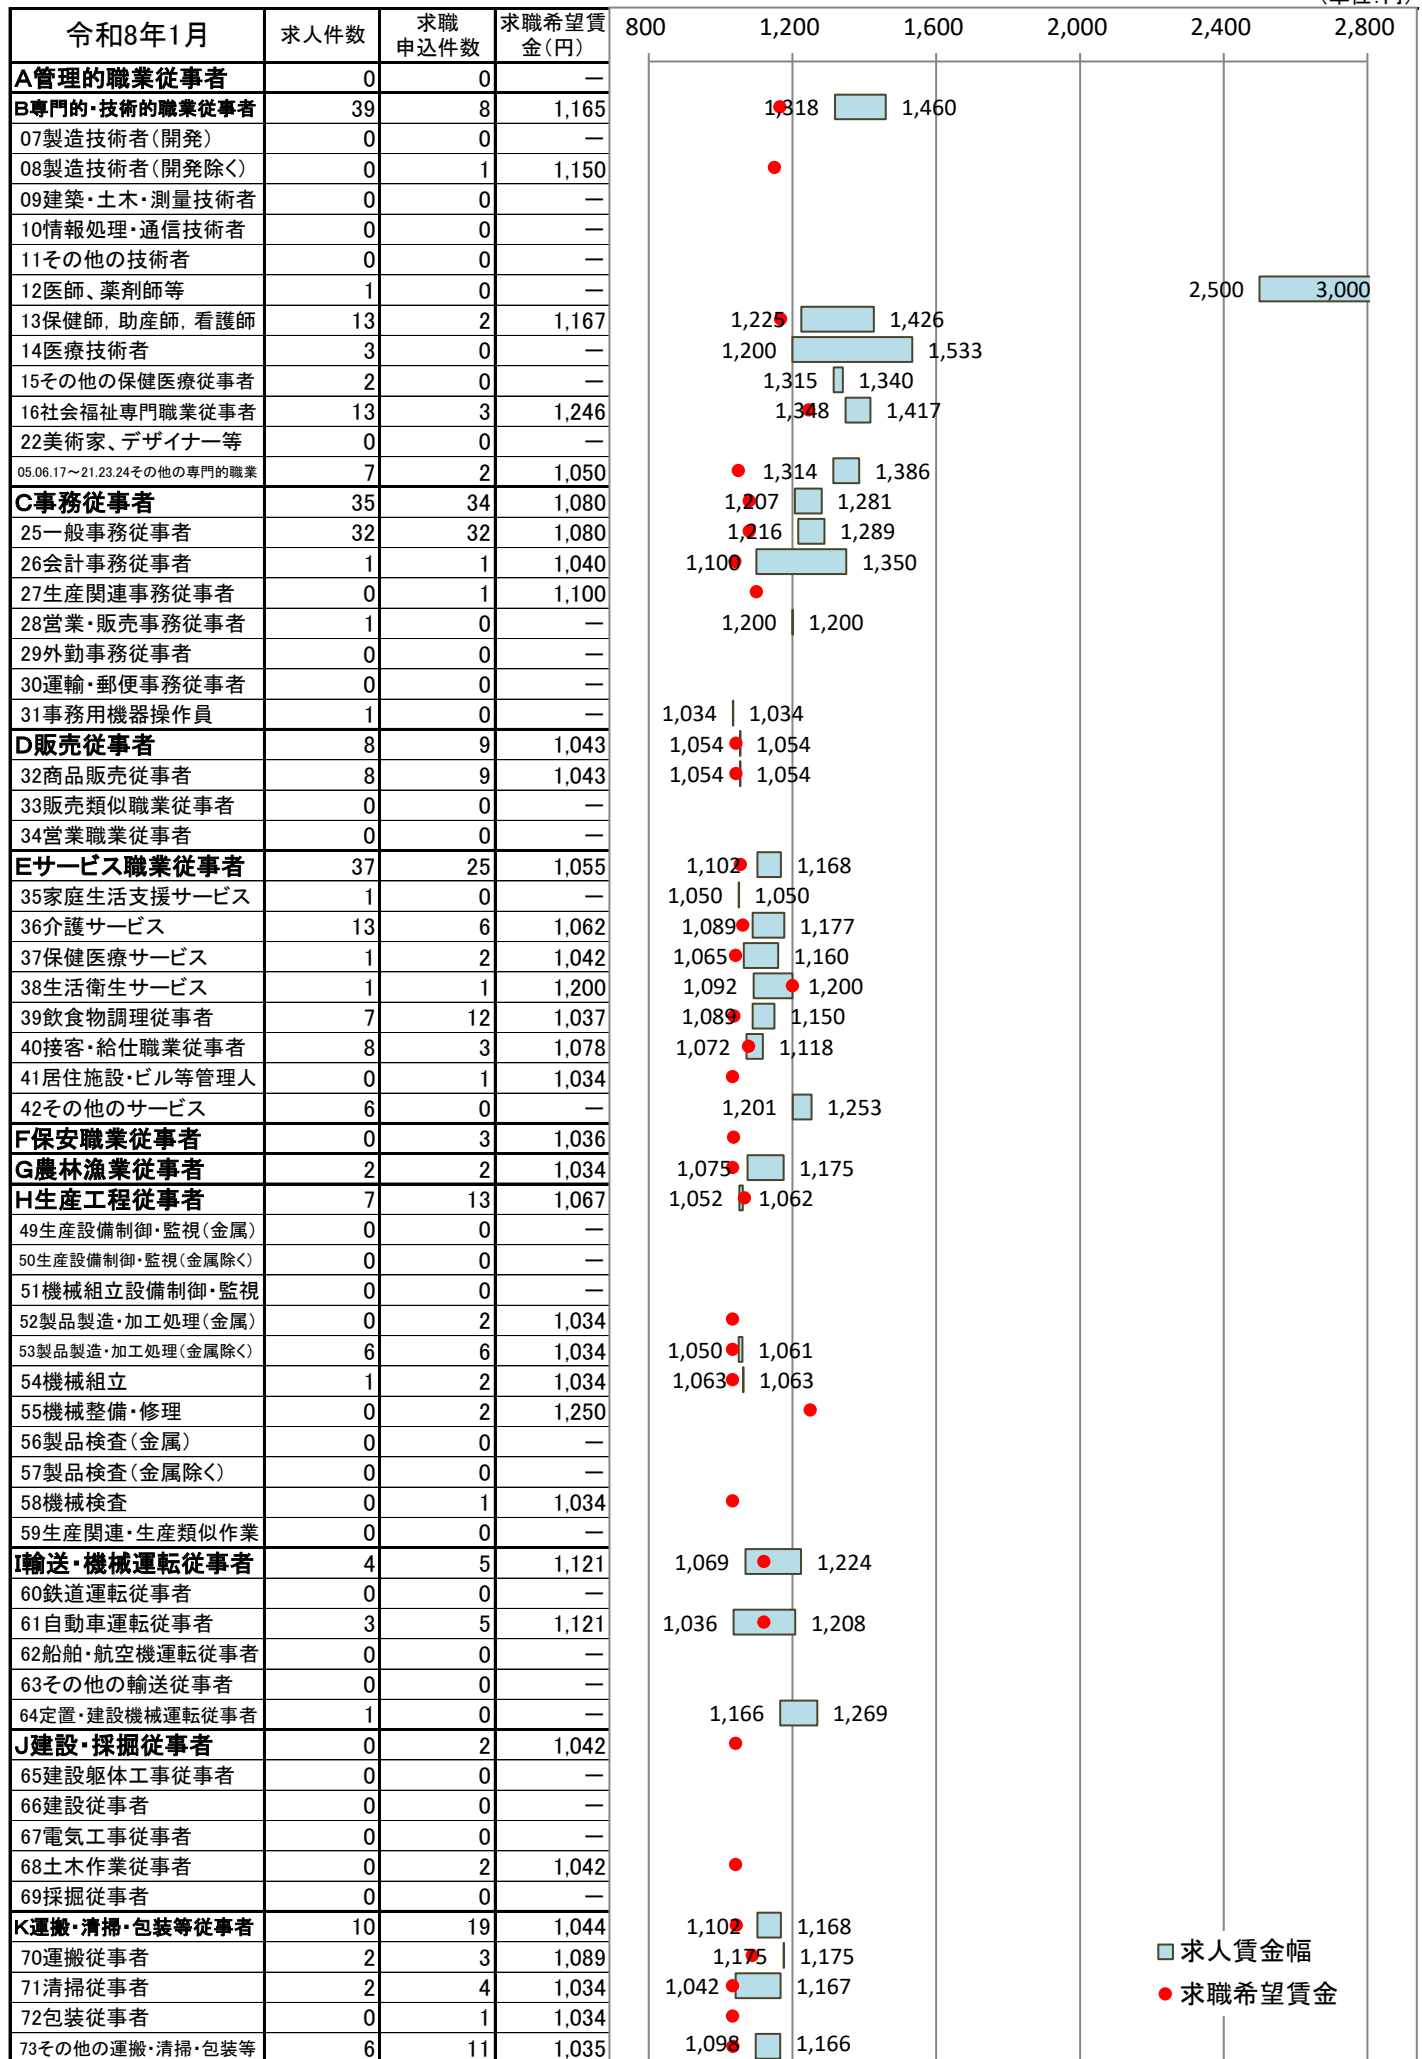 (単位:円)
令和8年1月 求人件数 求職申込件数 求職希望賃金(円) 800 1,200 1,600 2,000 2,400 2,800
A管理的職業従事者 0 0 ―
B専門的・技術的職業従事者 39 8 1,165 1,318 1,460
07製造技術者(開発) 0 0 ―
08製造技術者(開発除く) 0 1 1,150
09建築・土木・測量技術者 0 0 ―
10情報処理・通信技術者 0 0 ―
11その他の技術者 0 0 ―
12医師、薬剤師等 1 0 ― 2,500 3,000
13保健師,助産師,看護師 13 2 1,167 1,225 1,426
14医療技術者 3 0 ― 1,200 1,533
15その他の保健医療従事者 2 0 ― 1,315 1,340
16社会福祉専門職業従事者 13 3 1,246 1,348 1,417
22美術家、デザイナー等 0 0 ―
05.06.17～21.23.24その他の専門的職業 7 2 1,050 1,314 1,386
C事務従事者 35 34 1,080 1,207 1,281
25一般事務従事者 32 32 1,080 1,216 1,289
26会計事務従事者 1 1 1,040 1,100 1,350
27生産関連事務従事者 0 1 1,100
28営業・販売事務従事者 1 0 ― 1,200 1,200
29外勤事務従事者 0 0 ―
30運輸・郵便事務従事者 0 0 ―
31事務用機器操作員 1 0 ― 1,034 1,034
D販売従事者 8 9 1,043 1,054 1,054
32商品販売従事者 8 9 1,043 1,054 1,054
33販売類似職業従事者 0 0 ―
34営業職業従事者 0 0 ―
Eサービス職業従事者 37 25 1,055 1,102 1,168
35家庭生活支援サービス 1 0 ― 1,050 1,050
36介護サービス 13 6 1,062 1,089 1,177
37保健医療サービス 1 2 1,042 1,065 1,160
38生活衛生サービス 1 1 1,200 1,092 1,200
39飲食物調理従事者 7 12 1,037 1,089 1,150
40接客・給仕職業従事者 8 3 1,078 1,072 1,118
41居住施設・ビル等管理人 0 1 1,034
42その他のサービス 6 0 ― 1,201 1,253
F保安職業従事者 0 3 1,036
G農林漁業従事者 2 2 1,034 1,075 1,175
H生産工程従事者 7 13 1,067 1,052 1,062
49生産設備制御・監視(金属) 0 0 ―
50生産設備制御・監視(金属除く) 0 0 ―
51機械組立設備制御・監視 0 0 ―
52製品製造・加工処理(金属) 0 2 1,034
53製品製造・加工処理(金属除く) 6 6 1,034 1,050 1,061
54機械組立 1 2 1,034 1,063 1,063
55機械整備・修理 0 2 1,250
56製品検査(金属) 0 0 ―
57製品検査(金属除く) 0 0 ―
58機械検査 0 1 1,034
59生産関連・生産類似作業 0 0 ―
I輸送・機械運転従事者 4 5 1,121 1,069 1,224
60鉄道運転従事者 0 0 ―
61自動車運転従事者 3 5 1,121 1,036 1,208
62船舶・航空機運転従事者 0 0 ―
63その他の輸送従事者 0 0 ―
64定置・建設機械運転従事者 1 0 ― 1,166 1,269
J建設・採掘従事者 0 2 1,042
65建設躯体工事従事者 0 0 ―
66建設従事者 0 0 ―
67電気工事従事者 0 0 ―
68土木作業従事者 0 2 1,042
69採掘従事者 0 0 ―
K運搬・清掃・包装等従事者 10 19 1,044 1,102 1,168
70運搬従事者 2 3 1,089 1,175 1,175 求人賃金幅
71清掃従事者 2 4 1,034 1,042 1,167 求職希望賃金
72包装従事者 0 1 1,034
73その他の運搬・清掃・包装等 6 11 1,035 1,098 1,166